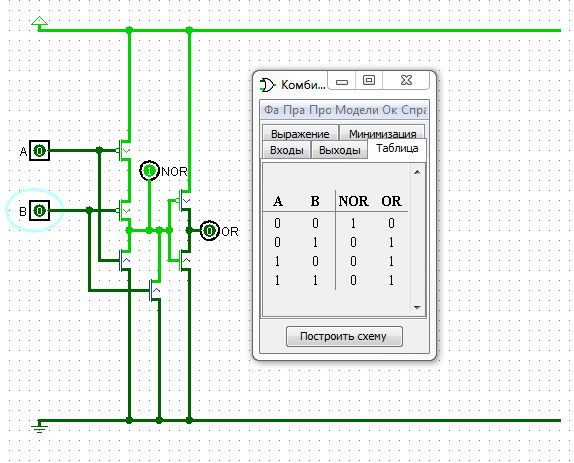 Комби...
Фа Пра Про Модели Ок Спра
Выражение Минимизация
Входы Выходы Таблица
A B NOR OR
0 0 1 0
0 1 0 1
1 0 0 1
1 1 0 1
Построить схему
A 0
1 NOR
B 0
0 OR